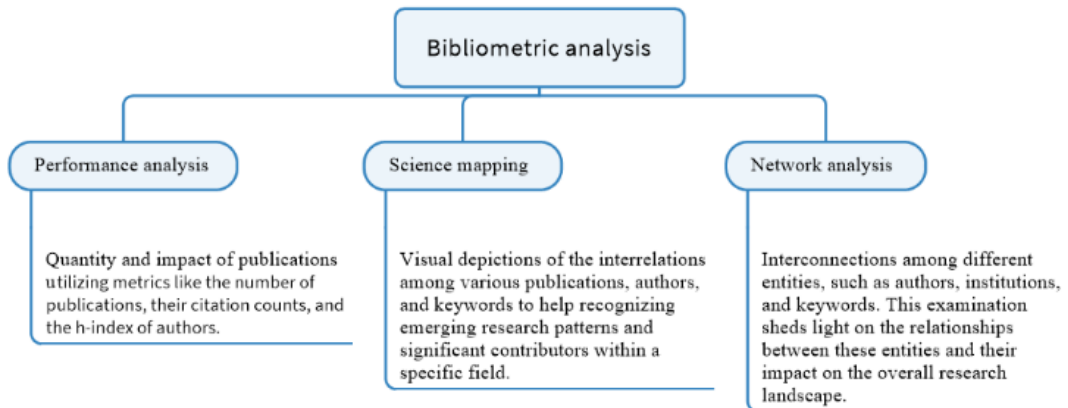 Bibliometric analysis
Performance analysis
Science mapping
Network analysis
Quantity and impact of publications
utilizing metrics like the number of
publications, their citation counts, and
the h-index of authors.
Visual depictions of the interrelations
among various publications, authors,
and keywords to help recognizing
emerging research patterns and
significant contributors within a
specific field.
Interconnections among different
entities, such as authors, institutions,
and keywords. This examination
sheds light on the relationships
between these entities and their
impact on the overall research
landscape.